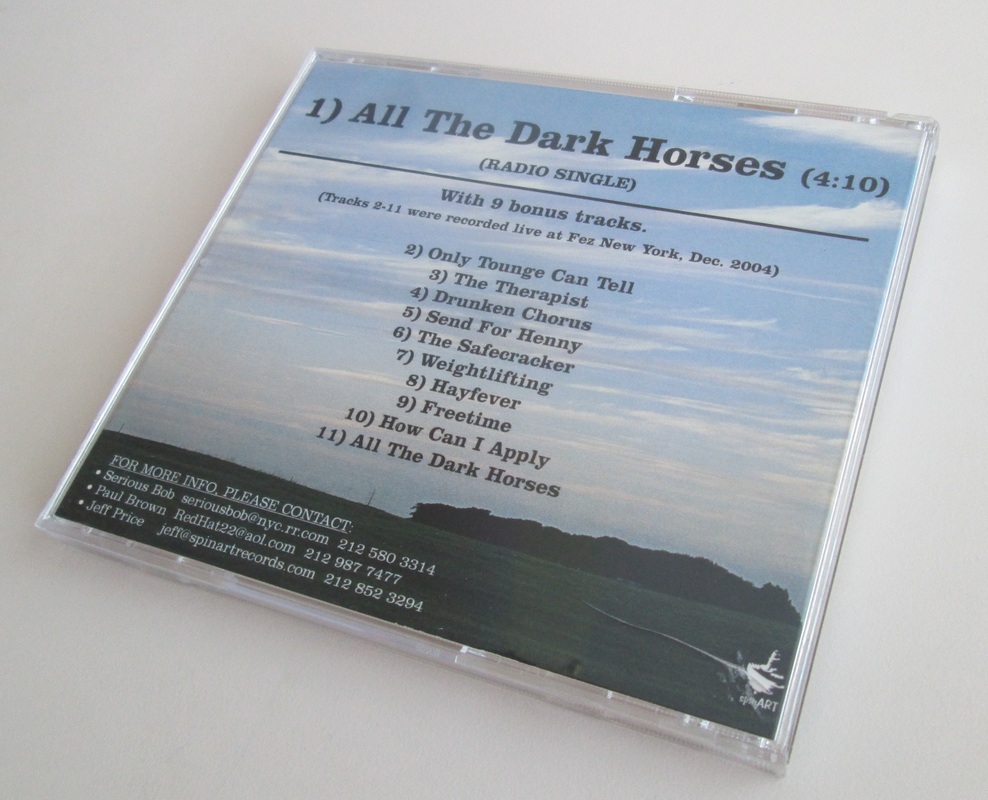 1) All The Dark Horses (4:10)
(RADIO SINGLE)
With 9 bonus tracks.
(Tracks 2-11 were recorded live at Fez New York, Dec. 2004)
2) Only Tounge Can Tell
3) The Therapist
4) Drunken Chorus
5) Send For Henny
6) The Safecracker
7) Weightlifting
8) Hayfever
9) Freetime
10) How Can I Apply
11) All The Dark Horses
FOR MORE INFO, PLEASE CONTACT:
• Serious Bob seriousbob@nyc.rr.com 212 580 3314
• Paul Brown RedHat22@aol.com 212 987 7477
• Jeff Price jeff@spinartrecords.com 212 852 3294
spinART